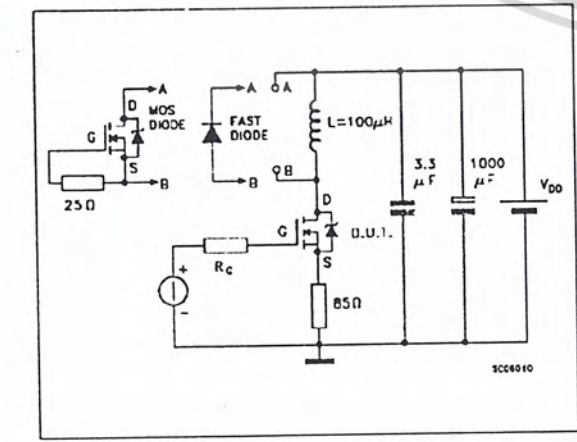 A
D
MOS
DIODE
G
S
B
25Ω
A
FAST
DIODE
B
A
L=100μH
B
D
G
D.U.T.
S
RG
+
-
85Ω
3.3
μF
1000
μF
VDD
SC06010